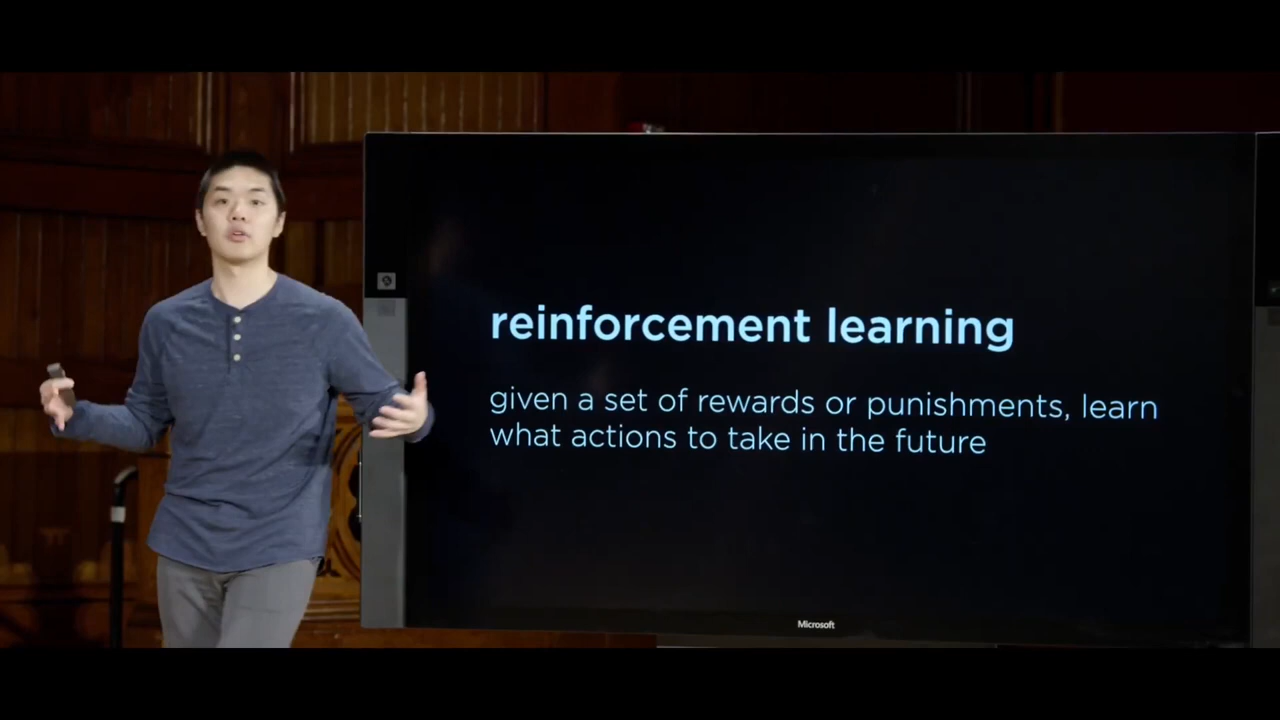 reinforcement learning
given a set of rewards or punishments, learn
what actions to take in the future
Microsoft